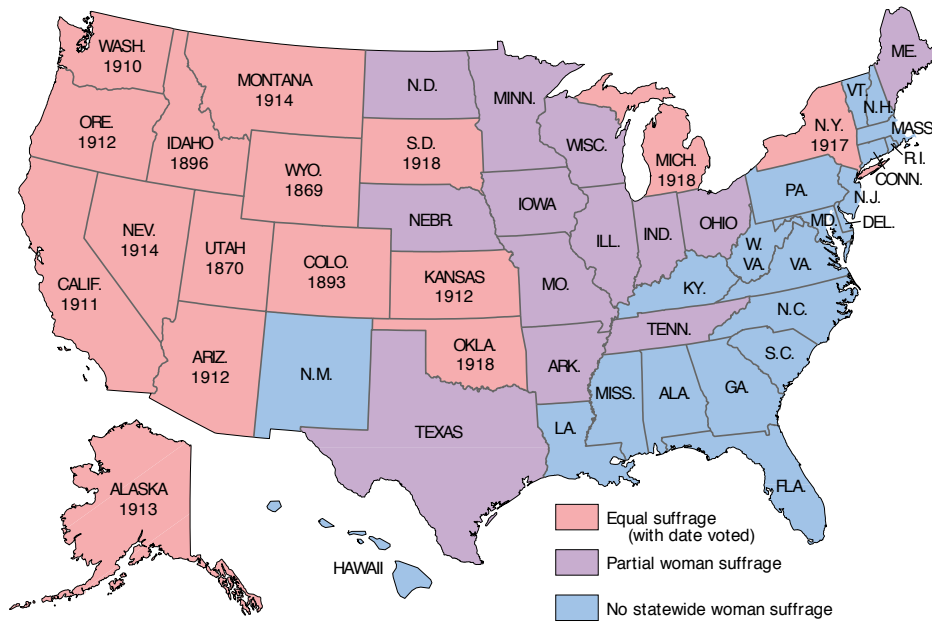 WASH.
1910
MONTANA
1914
N.D.
MINN.
ME.
VT.
N.H.
ORE.
1912
IDAHO
1896
WYO.
1869
S.D.
1918
WISC.
MICH.
1918
N.Y.
1917
MASS.
R.I.
CONN.
NEV.
1914
UTAH
1870
COLO.
1893
NEBR.
IOWA
ILL.
IND.
OHIO
PA.
N.J.
MD.
DEL.
CALIF.
1911
KANSAS
1912
MO.
KY.
W.
VA.
VA.
ARIZ.
1912
N.M.
OKLA.
1918
ARK.
TENN.
N.C.
S.C.
TEXAS
LA.
MISS.
ALA.
GA.
FLA.
ALASKA
1913
HAWAII
Equal suffrage
(with date voted)
Partial woman suffrage
No statewide woman suffrage